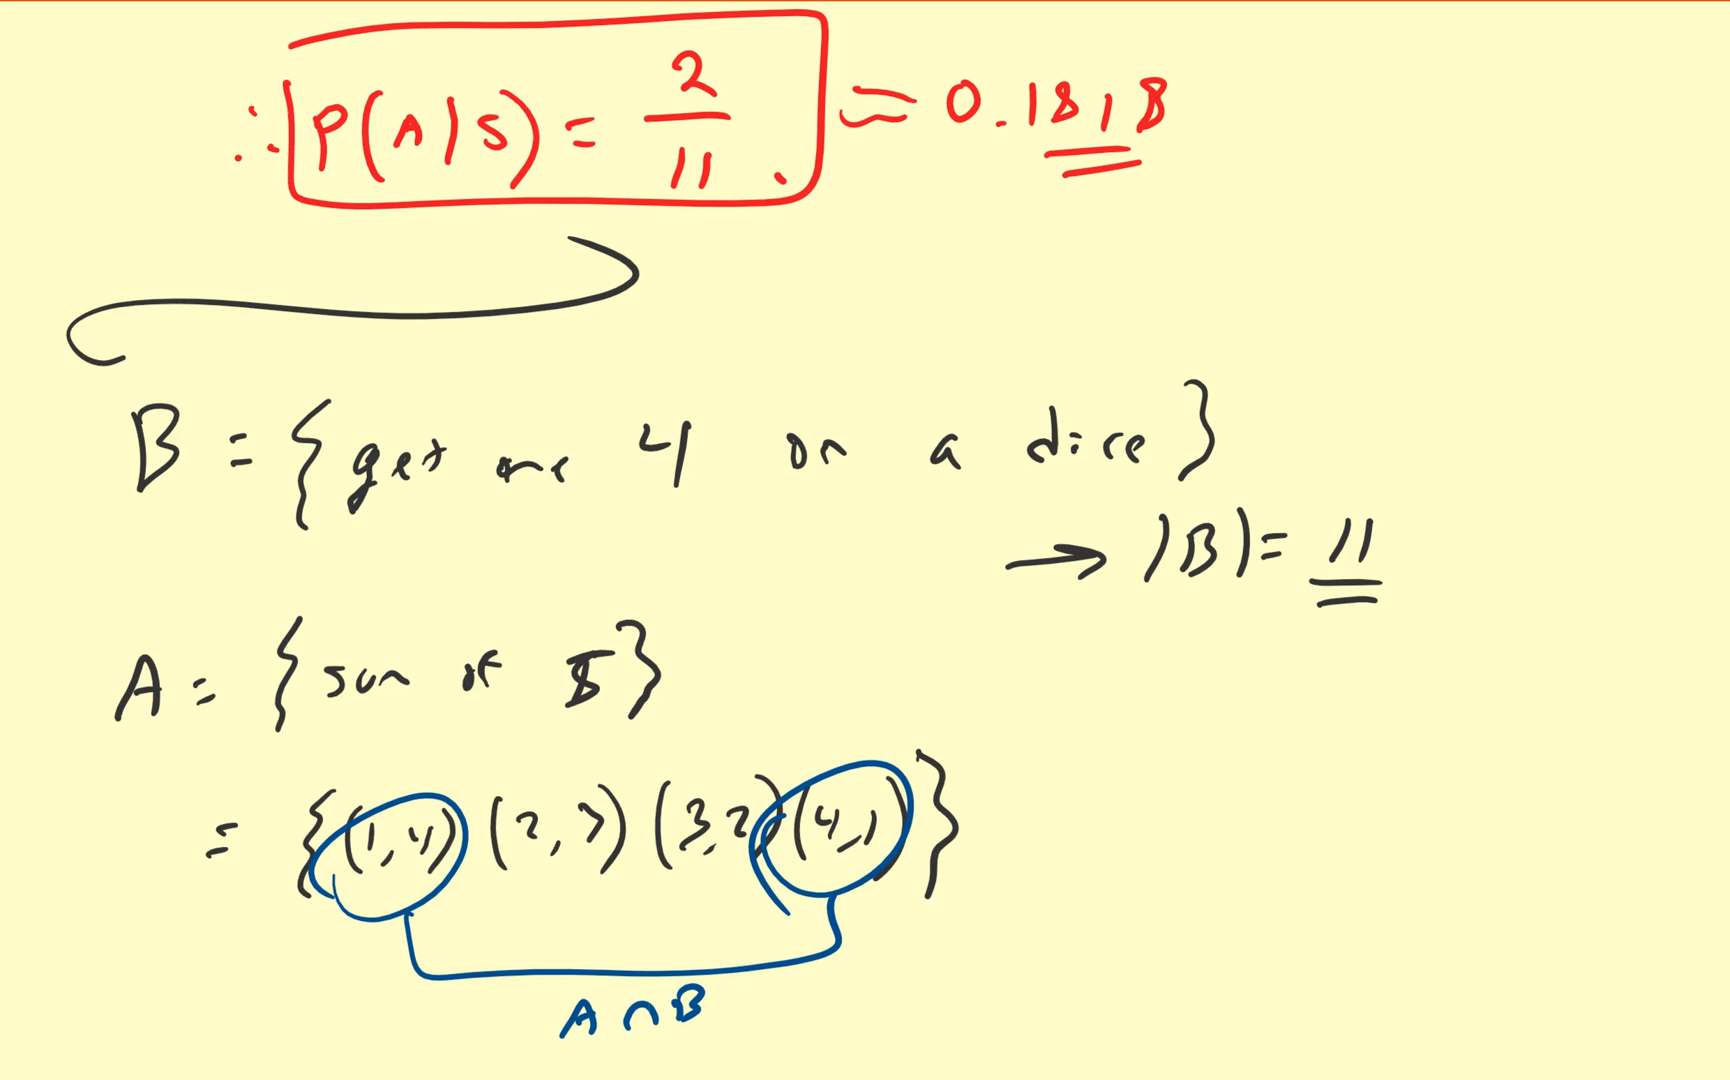 ∴ P(A|S) = 2/11. ≈ 0.1818
B = {get one 4 on a dice}
→ |B| = 11
A = {sum of 5}
= {(1,4) (2,3) (3,2) (4,1)}
A ∩ B